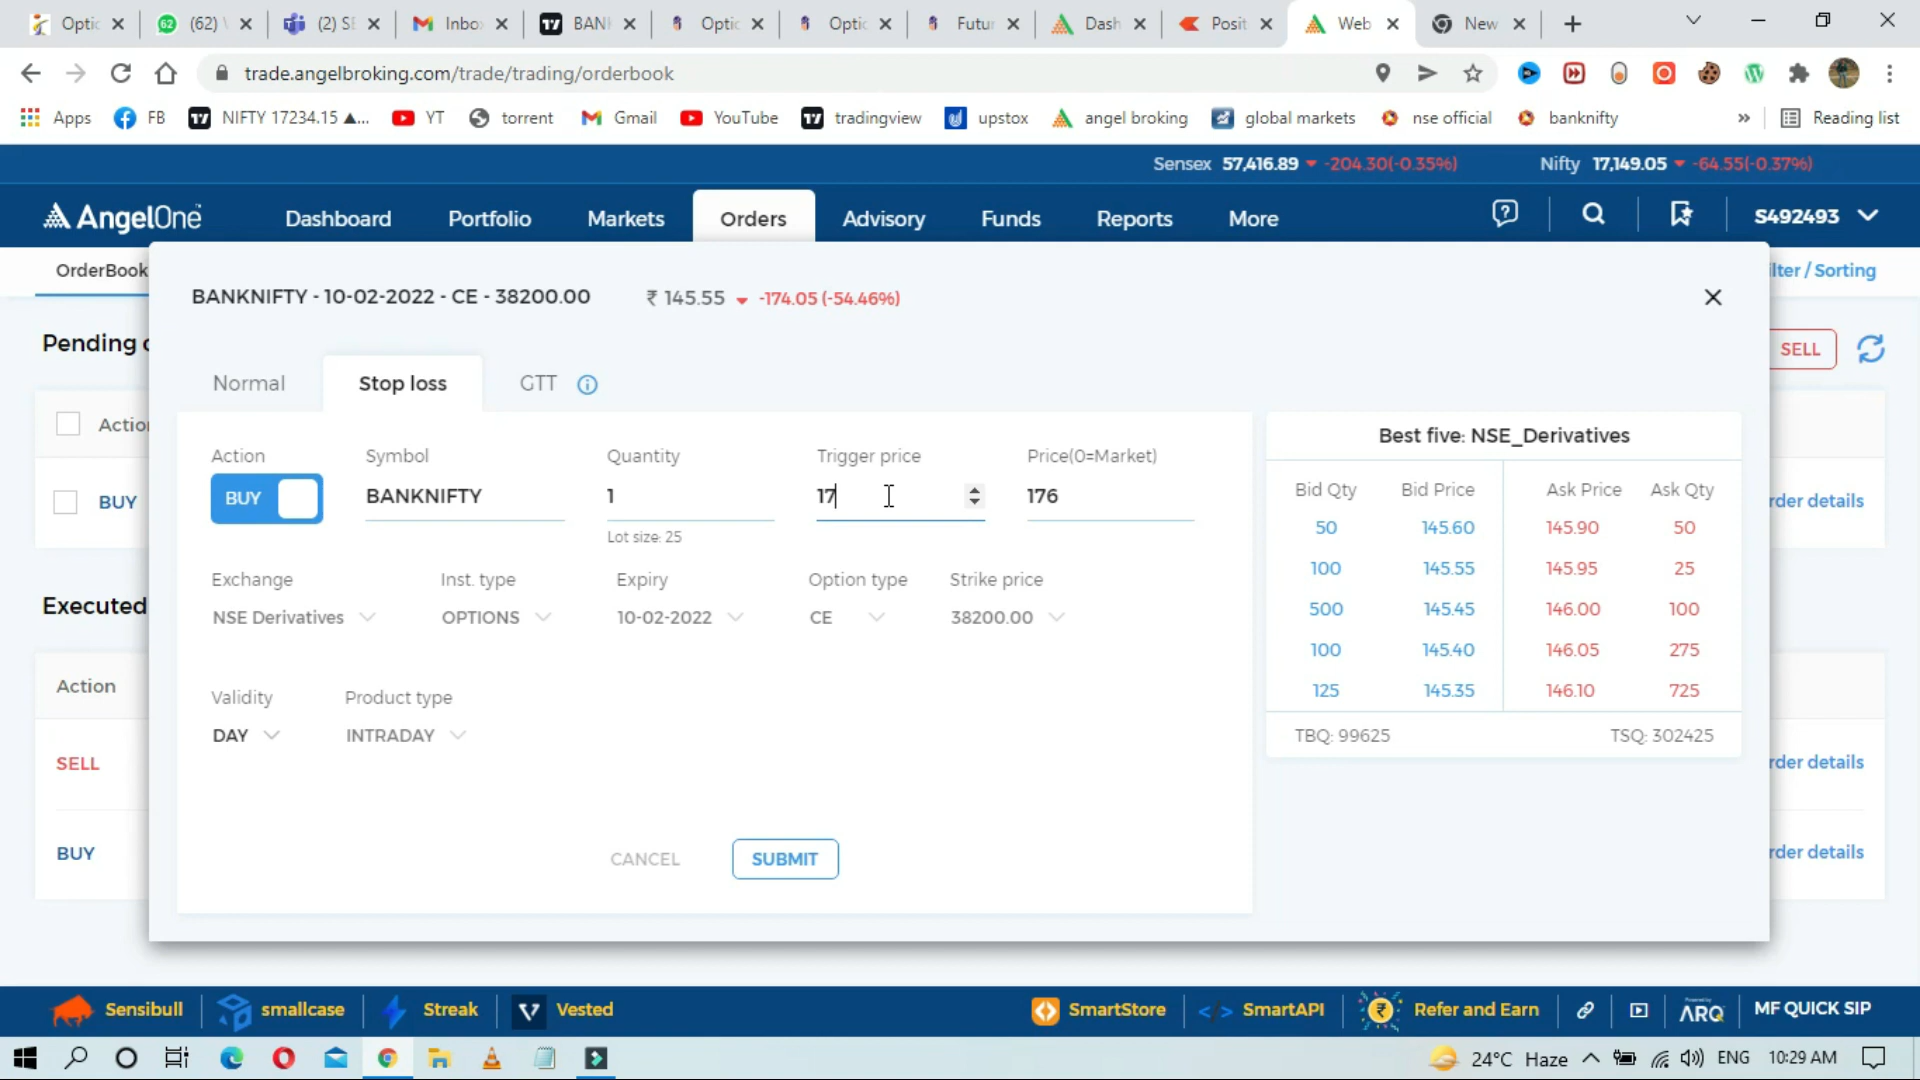 Optic
(62) \
(2) SE
Inbo
BANI
Optic
Optic
Futur
Dash
Posit
Web
New
trade.angelbroking.com/trade/trading/orderbook
Apps
FB
NIFTY 17234.15 ▲...
YT
torrent
Gmail
YouTube
tradingview
upstox
angel broking
global markets
nse official
banknifty
»
Reading list
Sensex 57,416.89 ▼ -204.30(-0.35%)
Nifty 17,149.05 ▼ -64.55(-0.37%)
AngelOne
Dashboard
Portfolio
Markets
Orders
Advisory
Funds
Reports
More
S492493
OrderBook
ilter / Sorting
BANKNIFTY - 10-02-2022 - CE - 38200.00
₹ 145.55 ▼ -174.05 (-54.46%)
Pending o
SELL
Normal
Stop loss
GTT
Action
Symbol
Quantity
Trigger price
Price(0=Market)
BUY
BANKNIFTY
1
17
176
Lot size: 25
Exchange
Inst. type
Expiry
Option type
Strike price
NSE Derivatives
OPTIONS
10-02-2022
CE
38200.00
Validity
Product type
DAY
INTRADAY
CANCEL
SUBMIT
Best five: NSE_Derivatives
Bid Qty Bid Price Ask Price Ask Qty
50 145.60 145.90 50
100 145.55 145.95 25
500 145.45 146.00 100
100 145.40 146.05 275
125 145.35 146.10 725
TBQ: 99625 TSQ: 302425
Actio
BUY
rder details
Executed
Action
SELL
rder details
BUY
rder details
Sensibull
smallcase
Streak
Vested
SmartStore
SmartAPI
Refer and Earn
Powered by
ARQ
MF QUICK SIP
24°C Haze
ENG
10:29 AM